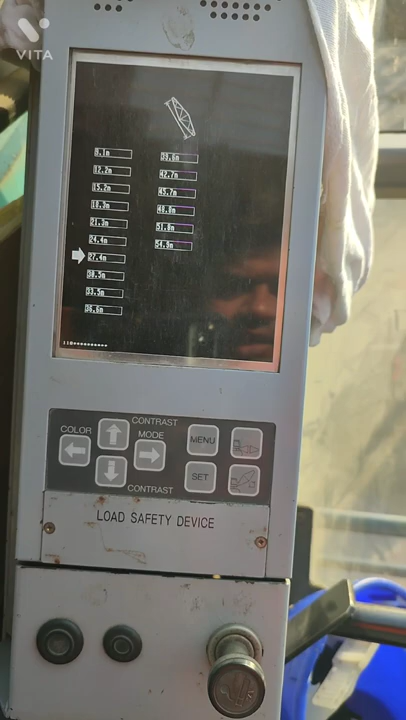 VITA
9.1m
12.2m
15.2m
18.3m
21.3m
24.4m
27.4m
30.5m
33.5m
36.6m
39.6m
42.7m
45.7m
48.8m
51.8m
54.9m
COLOR
CONTRAST
MODE
MENU
SET
CONTRAST
LOAD SAFETY DEVICE